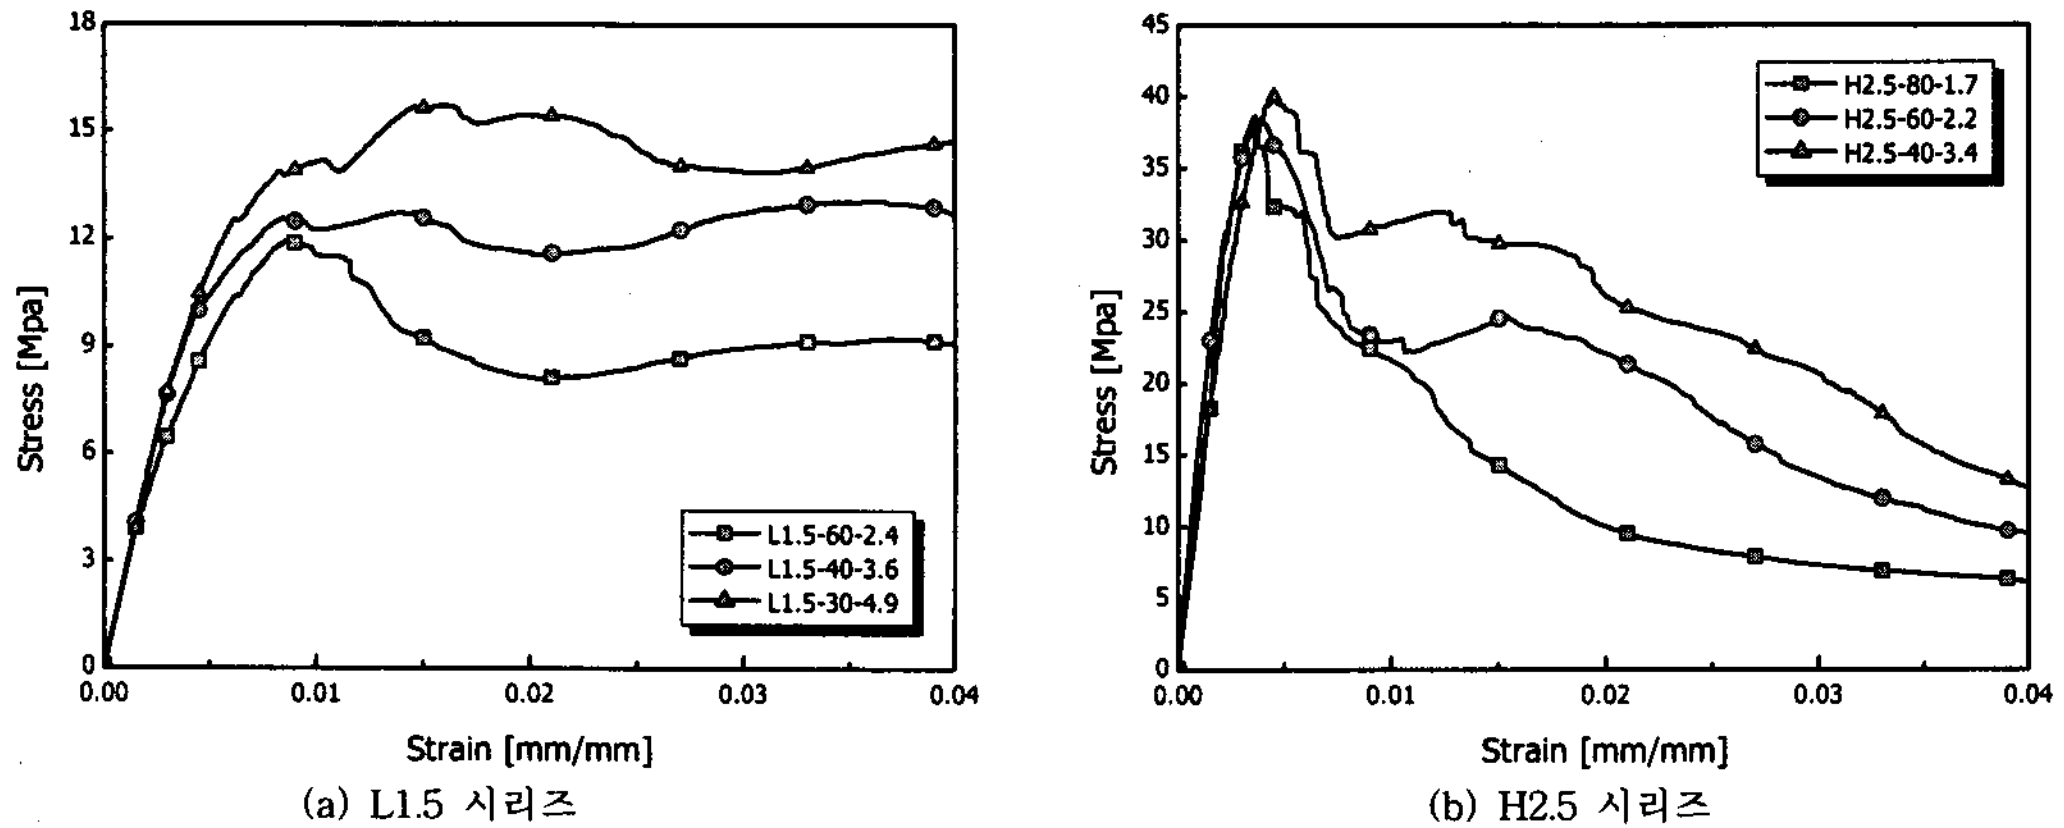 18
15
12
9
6
3
0
Stress [Mpa]
0.00 0.01 0.02 0.03 0.04
Strain [mm/mm]
L1.5-60-2.4
L1.5-40-3.6
L1.5-30-4.9
(a) L1.5 시리즈
45
40
35
30
25
20
15
10
5
0
Stress [Mpa]
0.00 0.01 0.02 0.03 0.04
Strain [mm/mm]
H2.5-80-1.7
H2.5-60-2.2
H2.5-40-3.4
(b) H2.5 시리즈